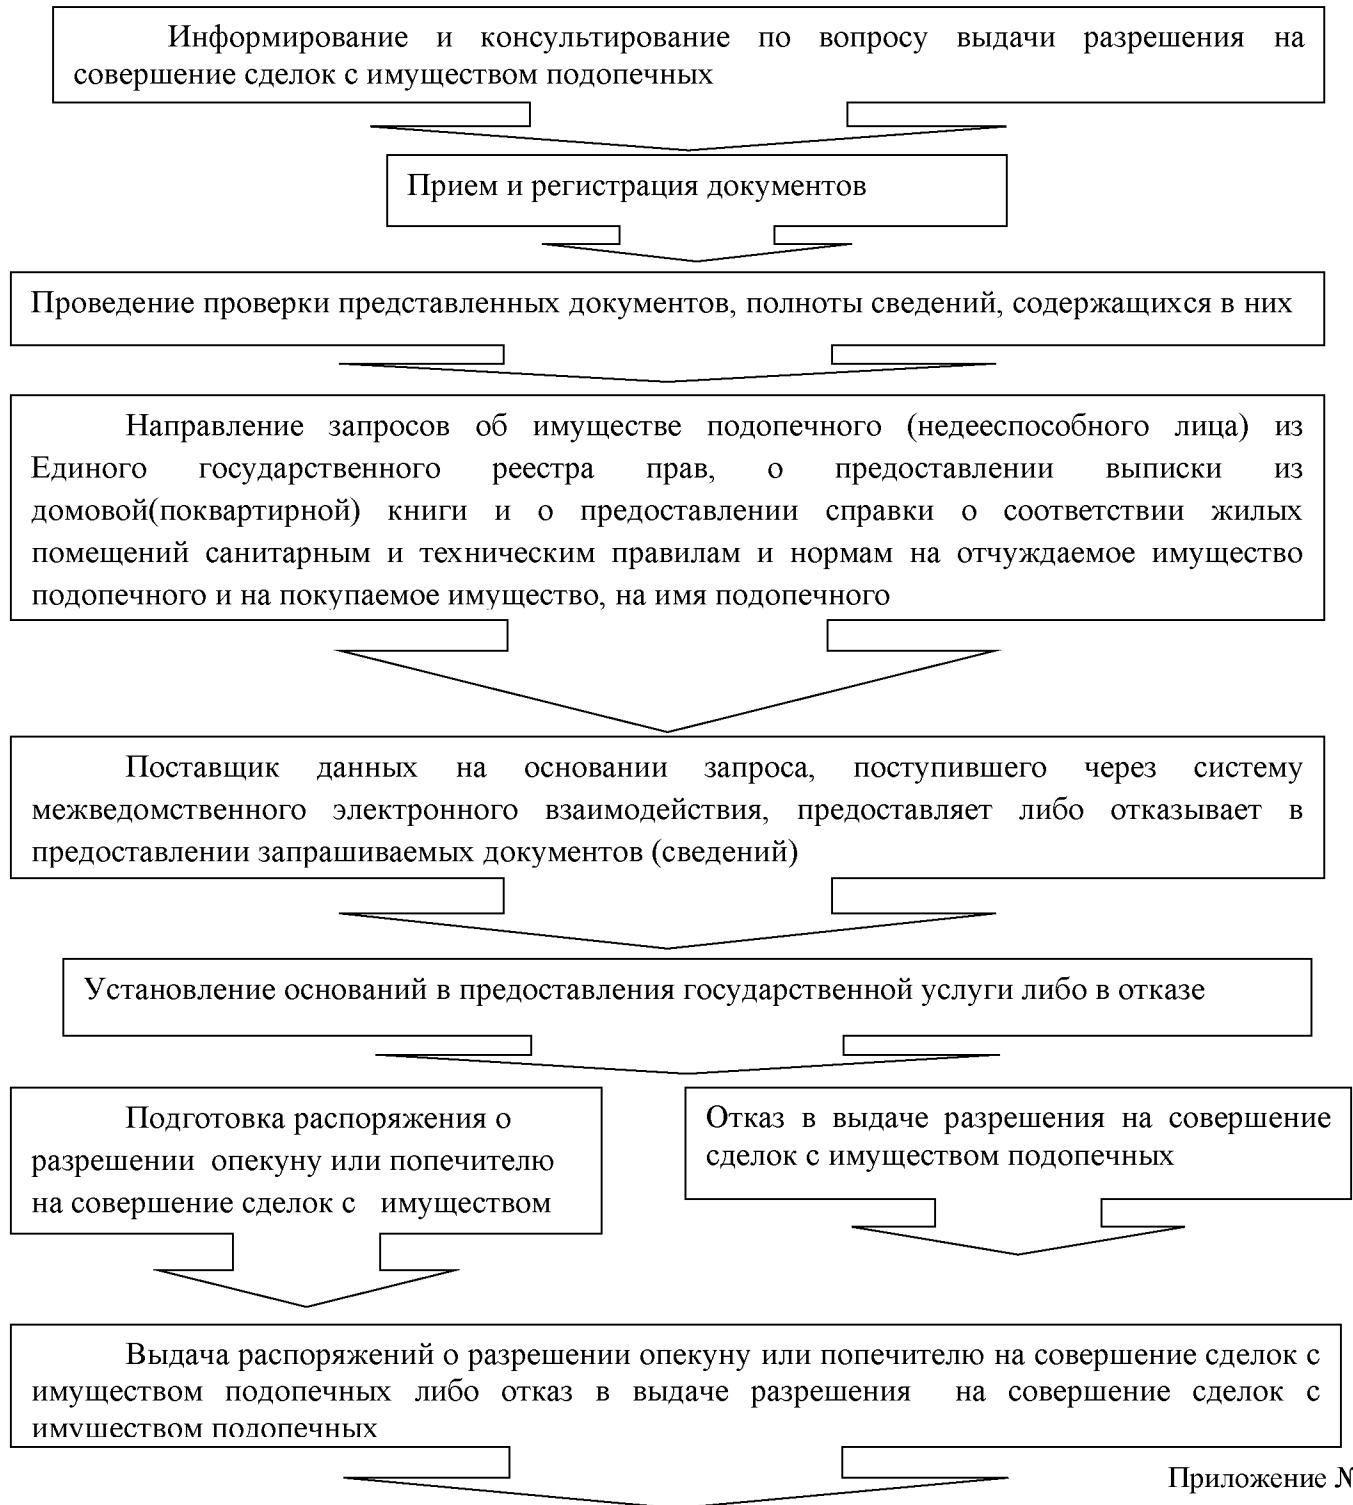 Информирование и консультирование по вопросу выдачи разрешения на
совершение сделок с имуществом подопечных
Прием и регистрация документов
Проведение проверки представленных документов, полноты сведений, содержащихся в них
Направление запросов об имуществе подопечного (недееспособного лица) из
Единого государственного реестра прав, о предоставлении выписки из
домовой(поквартирной) книги и о предоставлении справки о соответствии жилых
помещений санитарным и техническим правилам и нормам на отчуждаемое имущество
подопечного и на покупаемое имущество, на имя подопечного
Поставщик данных на основании запроса, поступившего через систему
межведомственного электронного взаимодействия, предоставляет либо отказывает в
предоставлении запрашиваемых документов (сведений)
Установление оснований в предоставления государственной услуги либо в отказе
Подготовка распоряжения о
разрешении опекуну или попечителю
на совершение сделок с имуществом
Отказ в выдаче разрешения на совершение
сделок с имуществом подопечных
Выдача распоряжений о разрешении опекуну или попечителю на совершение сделок с
имуществом подопечных либо отказ в выдаче разрешения на совершение сделок с
имуществом подопечных
Приложение №